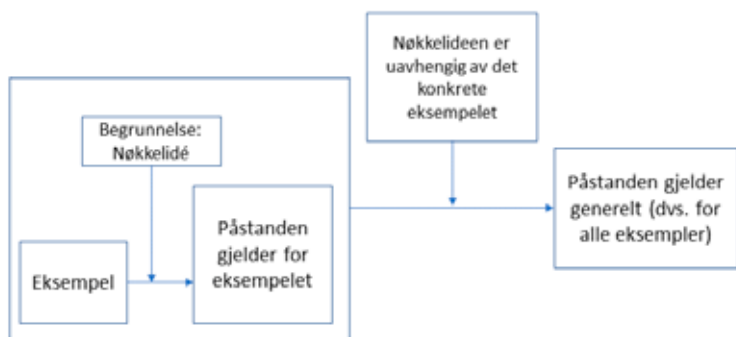 Nøkkelideen er
uavhengig av det
konkrete
eksempelet
Begrunnelse:
Nøkkelidé
Påstanden
gjelder for
eksempelet
Eksempel
Påstanden gjelder
generelt (dvs. for
alle eksempler)